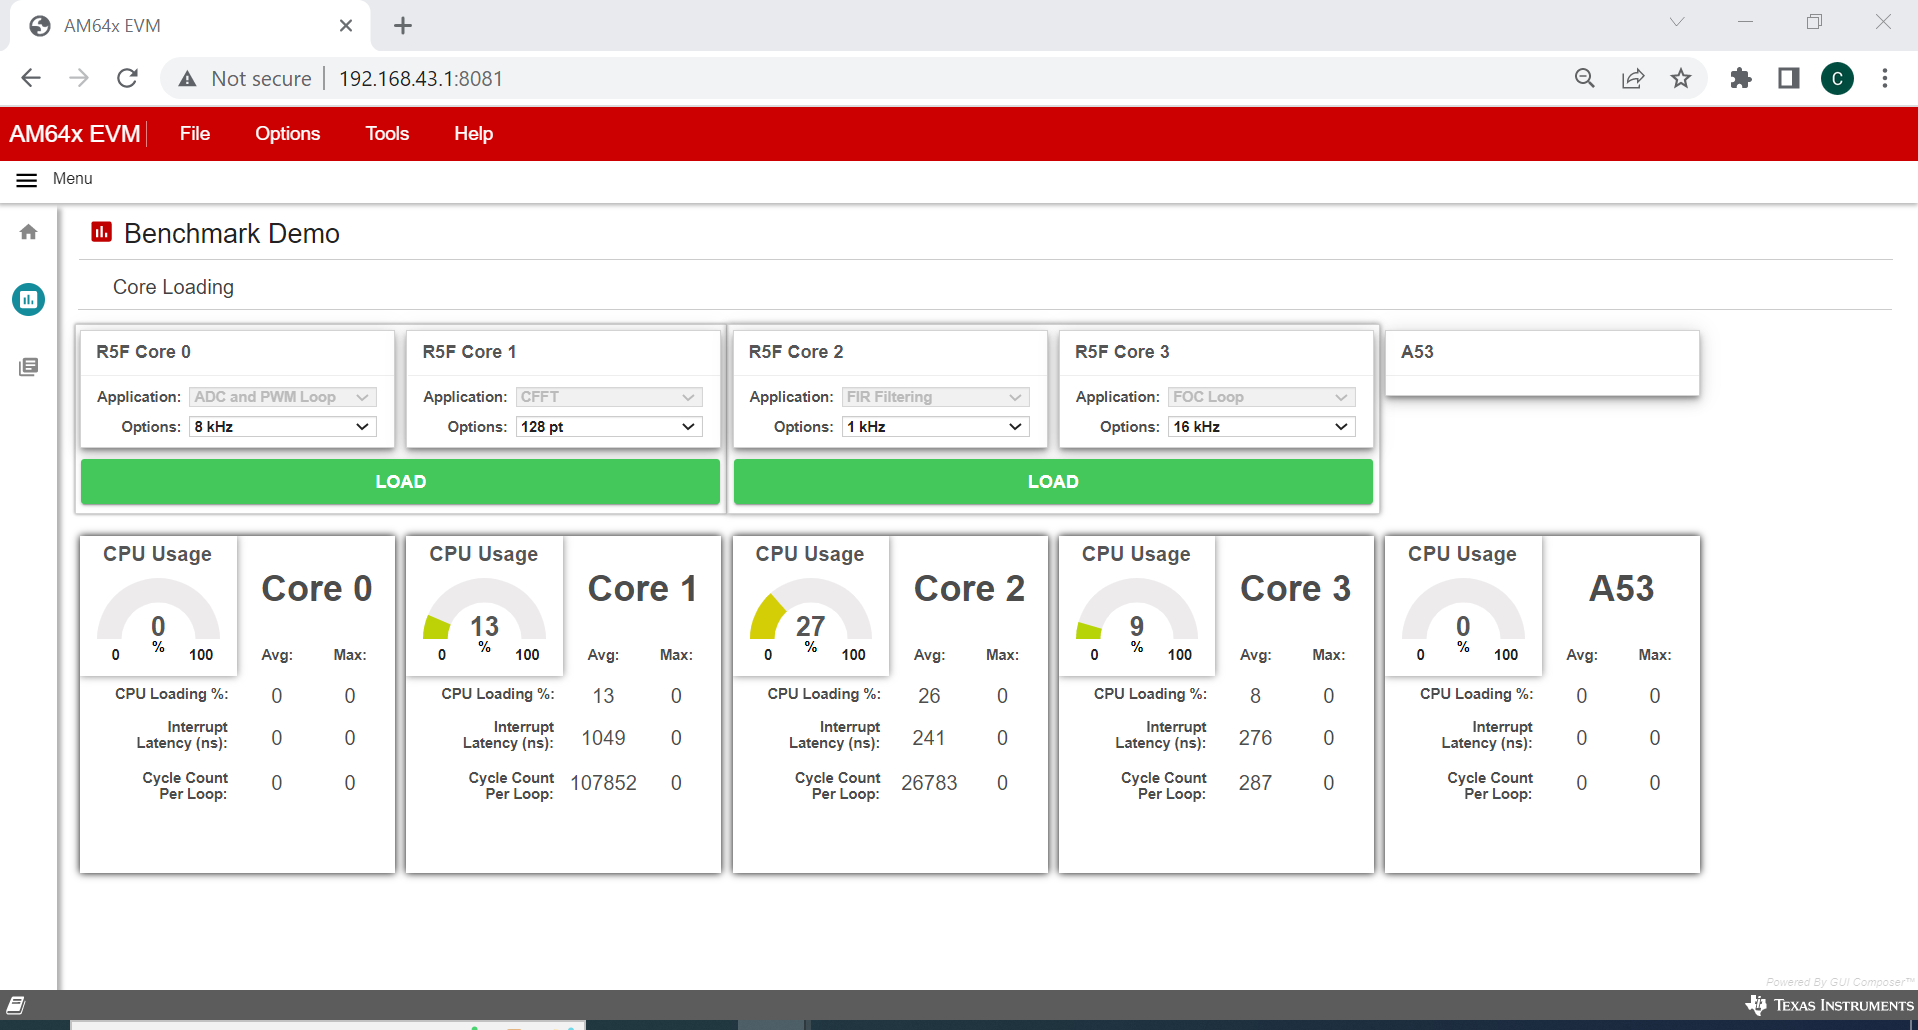 AM64x EVM
Not secure 192.168.43.1:8081
C
AM64x EVM File Options Tools Help
Menu
Benchmark Demo
Core Loading
R5F Core 0
Application: ADC and PWM Loop
Options: 8 kHz
R5F Core 1
Application: CFFT
Options: 128 pt
LOAD
R5F Core 2
Application: FIR Filtering
Options: 1 kHz
R5F Core 3
Application: FOC Loop
Options: 16 kHz
LOAD
A53
CPU Usage
0
%
0 100
Core 0
Avg: Max:
CPU Loading %: 0 0
Interrupt
Latency (ns): 0 0
Cycle Count
Per Loop: 0 0
CPU Usage
13
%
0 100
Core 1
Avg: Max:
CPU Loading %: 13 0
Interrupt
Latency (ns): 1049 0
Cycle Count
Per Loop: 107852 0
CPU Usage
27
%
0 100
Core 2
Avg: Max:
CPU Loading %: 26 0
Interrupt
Latency (ns): 241 0
Cycle Count
Per Loop: 26783 0
CPU Usage
9
%
0 100
Core 3
Avg: Max:
CPU Loading %: 8 0
Interrupt
Latency (ns): 276 0
Cycle Count
Per Loop: 287 0
CPU Usage
0
%
0 100
A53
Avg: Max:
CPU Loading %: 0 0
Interrupt
Latency (ns): 0 0
Cycle Count
Per Loop: 0 0
Powered By GUI Composer™
TEXAS INSTRUMENTS